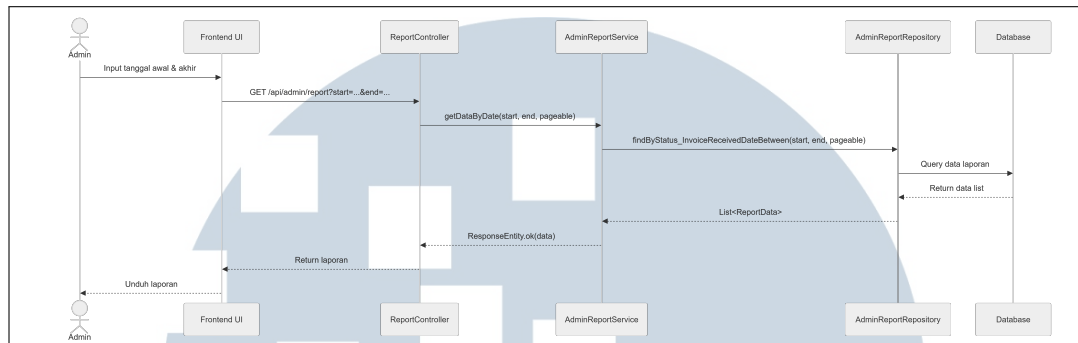 Admin
Frontend UI
ReportController
AdminReportService
AdminReportRepository
Database
Input tanggal awal & akhir
GET /api/admin/report?start=...&end=...
getDataByDate(start, end, pageable)
findByStatus_InvoiceReceivedDateBetween(start, end, pageable)
Query data laporan
Return data list
List<ReportData>
ResponseEntity.ok(data)
Return laporan
Unduh laporan
Admin
Frontend UI
ReportController
AdminReportService
AdminReportRepository
Database